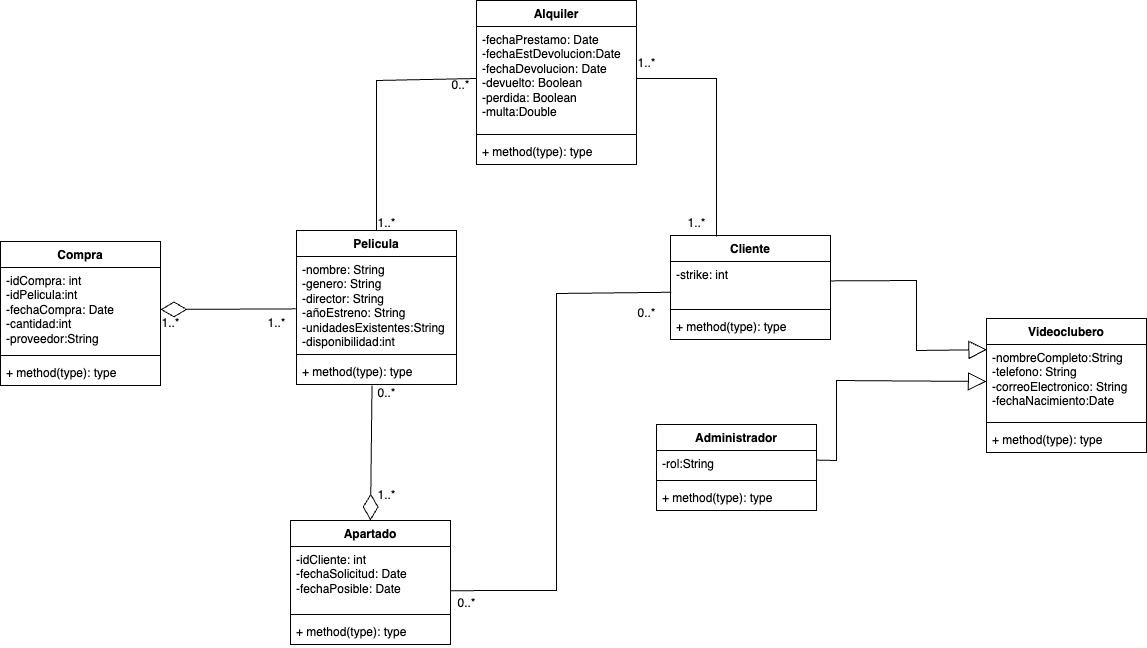 Alquiler
-fechaPrestamo: Date
-fechaEstDevolucion:Date
-fechaDevolucion: Date
-devuelto: Boolean
-perdida: Boolean
-multa:Double
+ method(type): type
0..*
1..*
1..*
1..*
Compra
-idCompra: int
-idPelicula:int
-fechaCompra: Date
-cantidad:int
-proveedor:String
+ method(type): type
1..*
1..*
Pelicula
-nombre: String
-genero: String
-director: String
-añoEstreno: String
-unidadesExistentes:String
-disponibilidad:int
+ method(type): type
0..*
1..*
Cliente
-strike: int
+ method(type): type
0..*
Videoclubero
-nombreCompleto:String
-telefono: String
-correoElectronico: String
-fechaNacimiento:Date
+ method(type): type
Administrador
-rol:String
+ method(type): type
Apartado
-idCliente: int
-fechaSolicitud: Date
-fechaPosible: Date
+ method(type): type
0..*